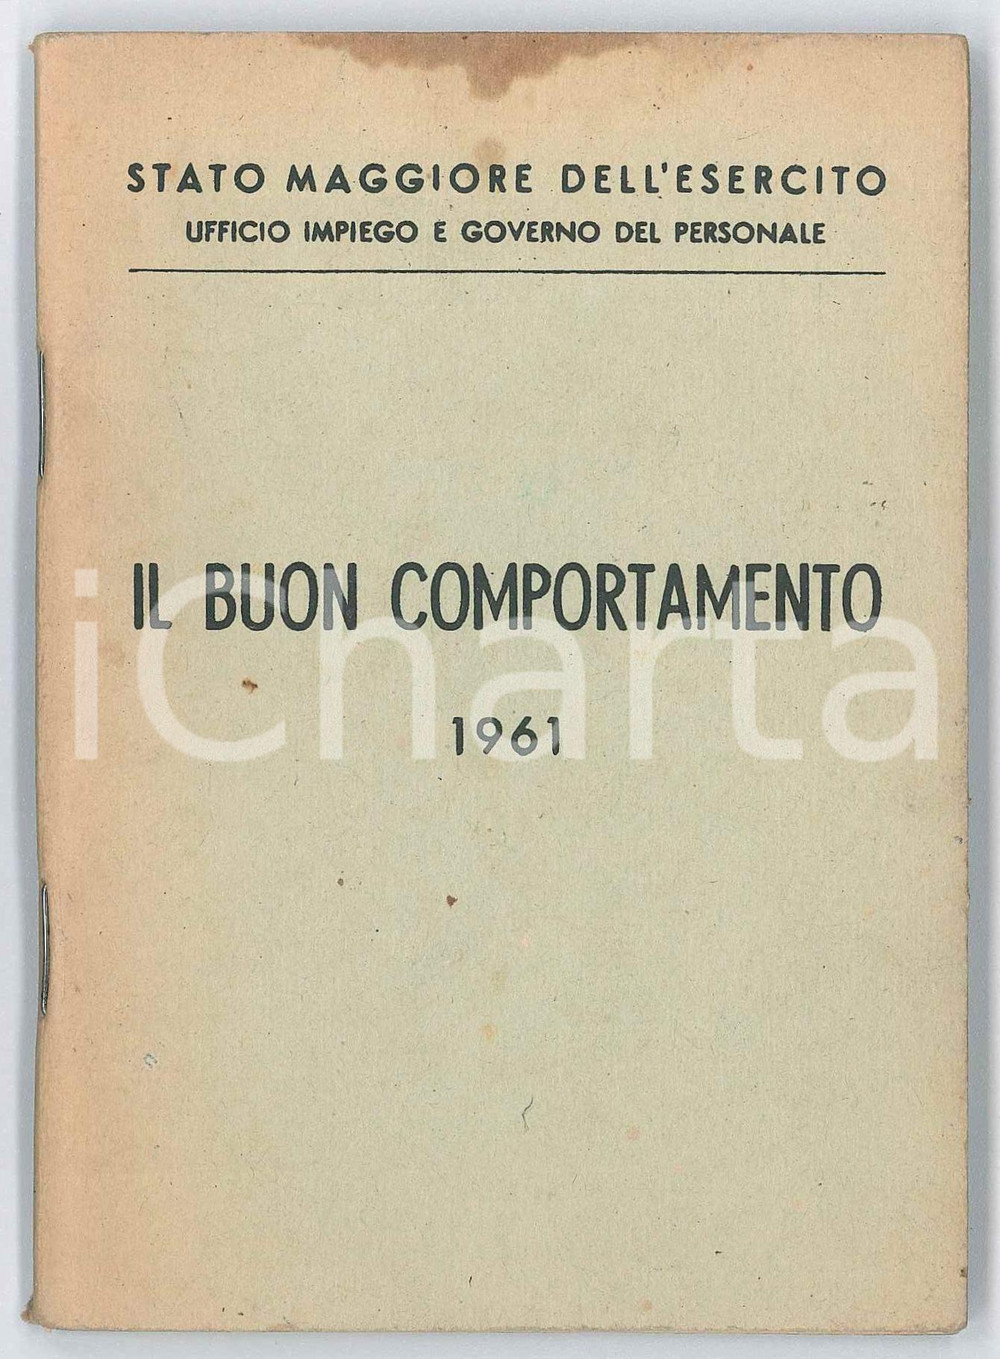 STATO MAGGIORE DELL'ESERCITO
UFFICIO IMPIEGO E GOVERNO DEL PERSONALE
IL BUON COMPORTAMENTO
iCharta
1961